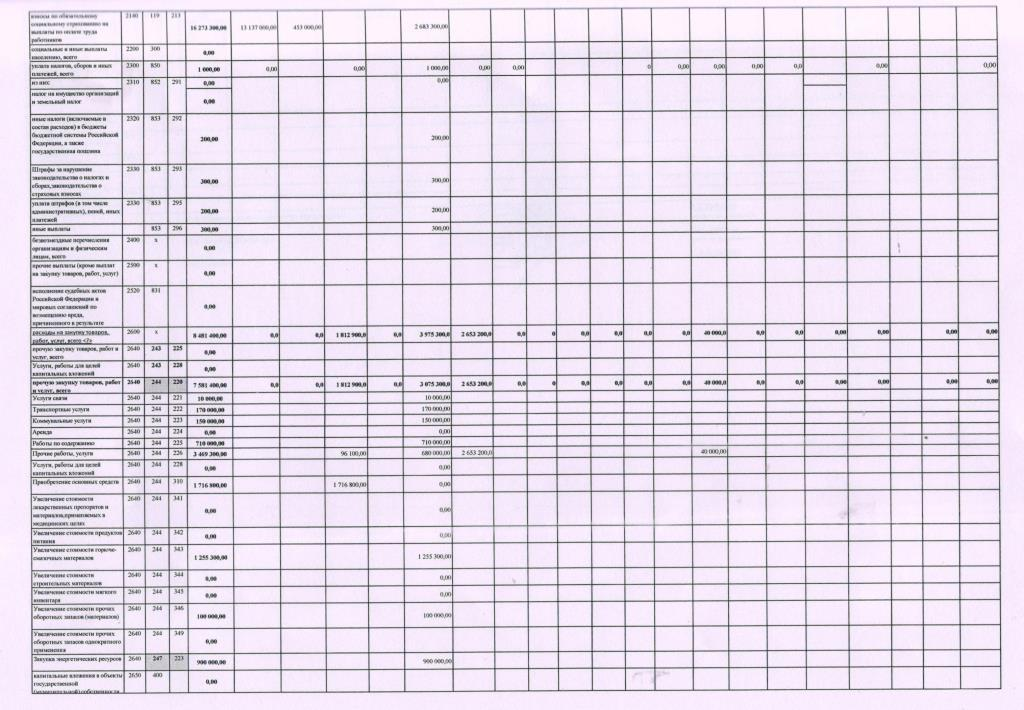 взносы по обязательному 2140 119 213
социальному страхованию на
выплаты по оплате труда 16 273 300,00 13 137 000,00 453 000,00 2 683 300,00
работников
социальные и иные выплаты 2200 300 0,00
населению, всего
уплата налогов, сборов и иных 2300 850 1 000,00 0,00 0,00 1 000,00 0,00 0,00 0 0,00 0,00 0,00 0,0 0,00 0,00
платежей, всего
из них 2310 852 291 0,00 0,00
налог на имущество организаций
и земельный налог 0,00
иные налоги (включаемые в 2320 853 292
состав расходов) в бюджеты
бюджетной системы Российской
Федерации, а также 200,00 200,00
государственная пошлина
Штрафы за нарушение 2330 853 293
законодательства о налогах и 300,00 300,00
сборах,законодательства о
страховых взносах
уплата штрафов (в том числе 2330 853 295
административных), пеней, иных 200,00 200,00
платежей
иные выплаты 853 296 300,00 300,00
безвозмездные перечисления 2400 х
организациям и физическим 0,00
лицам, всего
прочие выплаты (кроме выплат 2500 х
на закупку товаров, работ, услуг) 0,00
исполнение судебных актов 2520 831
Российской Федерации и
мировых соглашений по 0,00
возмещению вреда,
причиненного в результате
расходы на закупку товаров, 2600 х 8 481 400,00 0,0 0,0 1 812 900,0 0,0 3 975 300,0 2 653 200,0 0,0 0 0,0 0,0 0,0 40 000,0 0,0 0,0 0,00 0,00 0,00
работ, услуг, всего <7>
прочую закупку товаров, работ и 2640 243 225 0,00
услуг, всего
Услуги, работы для целей 2640 243 228 0,00
капитальных вложений
прочую закупку товаров, работ 2640 244 220 7 581 400,00 0,0 0,0 1 812 900,0 0,0 3 075 300,0 2 653 200,0 0,0 0 0,0 0,0 0,0 40 000,0 0,0 0,0 0,00 0,00 0,00
и услуг, всего
Услуги связи 2640 244 221 10 000,00 10 000,00
Транспортные услуги 2640 244 222 170 000,00 170 000,00
Коммунальные услуги 2640 244 223 150 000,00 150 000,00
Аренда 2640 244 224 0,00 0,00
Работы по содержанию 2640 244 225 710 000,00 710 000,00
Прочие работы, услуги 2640 244 226 3 469 300,00 96 100,00 680 000,00 2 653 200,0 40 000,00
Услуги, работы для целей 2640 244 228 0,00 0,00
капитальных вложений
Приобретение основных средств 2640 244 310 1 716 800,00 1 716 800,00 0,00
Увеличение стоимости 2640 244 341
лекарственных препаратов и 0,00 0,00
материалов,применяемых в
медицинских целях
Увеличение стоимости продуктов 2640 244 342 0,00 0,00
питания
Увеличение стоимости горюче- 2640 244 343 1 255 300,00 1 255 300,00
смазочных материалов
Увеличение стоимости 2640 244 344 0,00 0,00
строительных материалов
Увеличение стоимости мягкого 2640 244 345 0,00 0,00
инвентаря
Увеличение стоимости прочих 2640 244 346 100 000,00 100 000,00
оборотных запасов (материалов)
Увеличение стоимости прочих 2640 244 349
оборотных запасов однократного 0,00
применения
Закупка энергетических ресурсов 2640 247 223 900 000,00 900 000,00
капитальные вложения в объекты 2650 400
государственной 0,00
(муниципальной) собственности